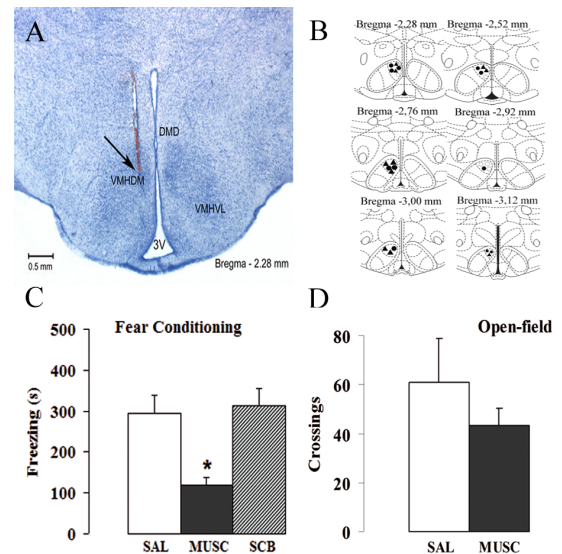 A
DMD
VMHDM
VMHVL
3V
0.5 mm
Bregma - 2.28 mm
B
Bregma -2,28 mm
Bregma -2,52 mm
Bregma -2,76 mm
Bregma -2,92 mm
Bregma -3,00 mm
Bregma -3,12 mm
C
Fear Conditioning
Freezing (s)
500
400
300
200
100
0
*
SAL MUSC SCB
D
Open-field
Crossings
80
60
40
20
0
SAL MUSC